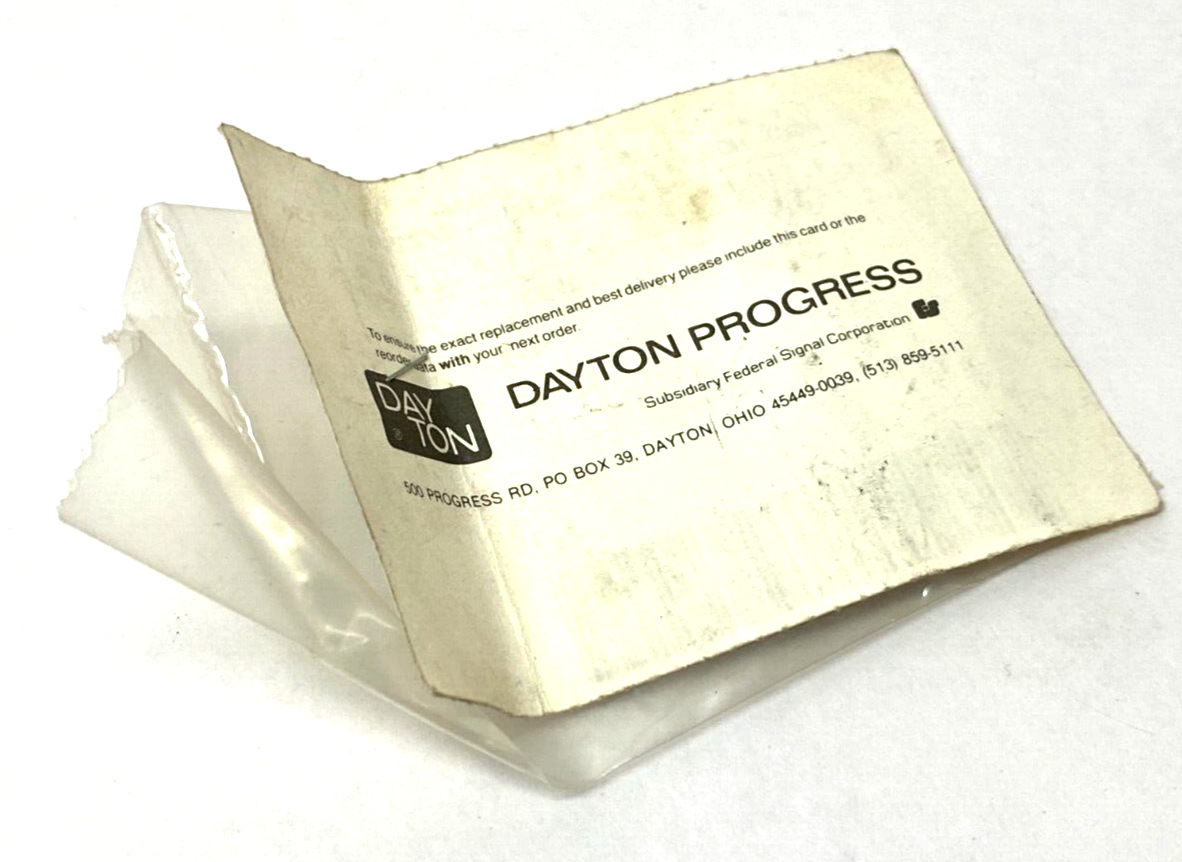 To ensure the exact replacement and best delivery please include this card or the
reorder data with your next order.
DAY
TON
®
DAYTON PROGRESS
Subsidiary Federal Signal Corporation
500 PROGRESS RD, PO BOX 39, DAYTON, OHIO 45449-0039, (513) 859-5111